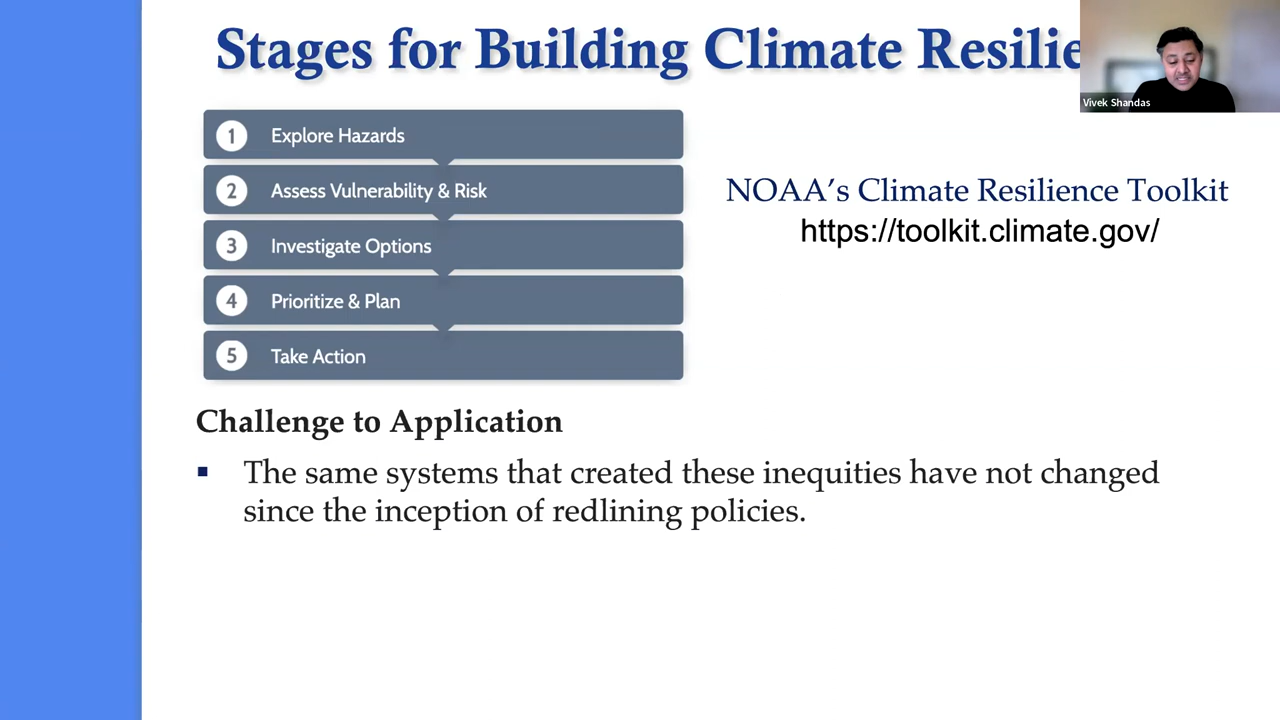 Stages for Building Climate Resilie
Vivek Shandas
1 Explore Hazards
2 Assess Vulnerability & Risk
3 Investigate Options
4 Prioritize & Plan
5 Take Action
NOAA's Climate Resilience Toolkit
https://toolkit.climate.gov/
Challenge to Application
▪ The same systems that created these inequities have not changed
since the inception of redlining policies.